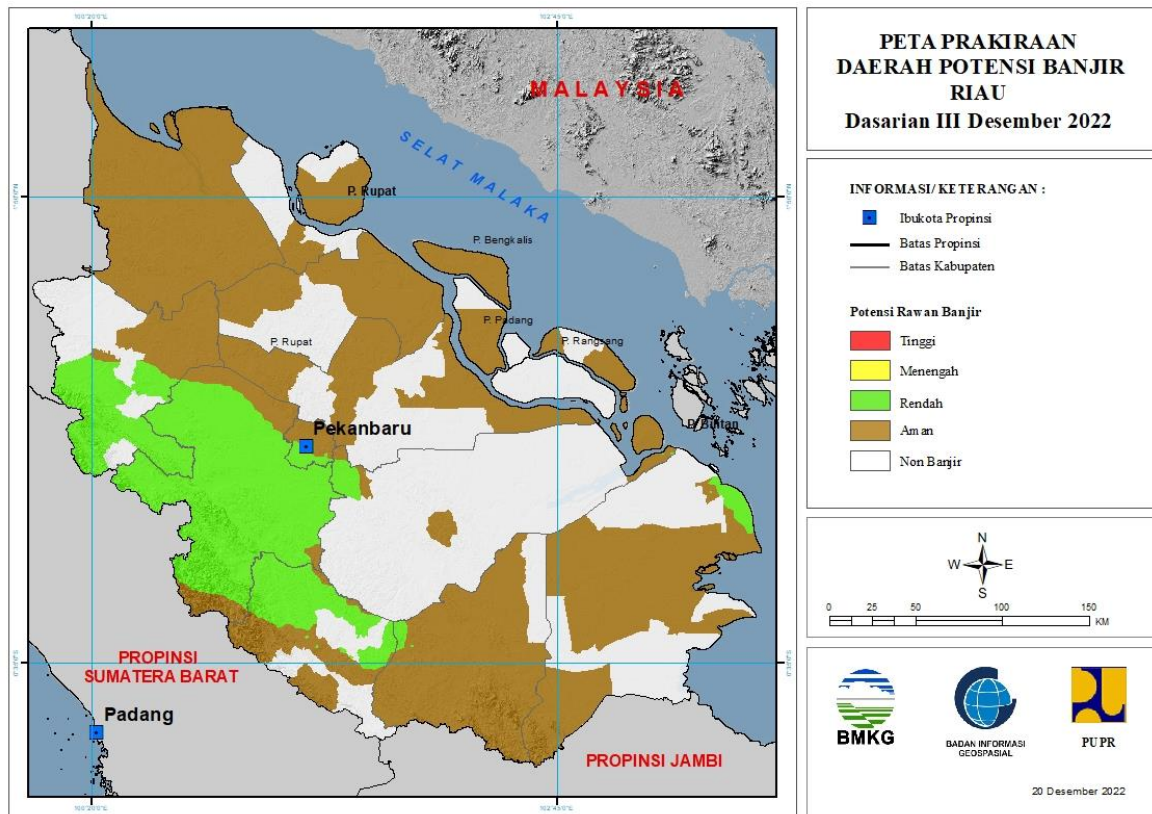 PETA PRAKIRAAN
DAERAH POTENSI BANJIR
RIAU
Dasarian III Desember 2022
INFORMASI/ KETERANGAN :
Ibukota Propinsi
Batas Propinsi
Batas Kabupaten
Potensi Rawan Banjir
Tinggi
Menengah
Rendah
Aman
Non Banjir
N
W E
S
0 25 50 100 150
KM
BMKG
BADAN INFORMASI
GEOSPASIAL
PUPR
20 Desember 2022
MALAYSIA
SELAT MALAKA
P. Rupat
P. Bengkalis
P. Padang
P. Rupat
P. Rangsang
Pekanbaru
P. Bintan
PROPINSI
SUMATERA BARAT
Padang
PROPINSI JAMBI